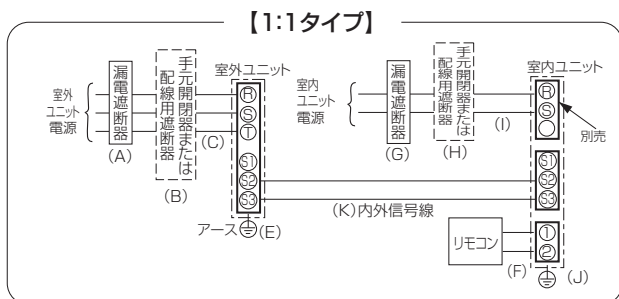 【1:1タイプ】
室外
ユニット
電源
漏電遮断器
(A)
手元開閉器または
配線用遮断器
(B)
(C)
室外ユニット
R
S
T
S1
S2
S3
アース
(E)
室内
ユニット
電源
漏電遮断器
(G)
手元開閉器または
配線用遮断器
(H)
(I)
室内ユニット
R
S
別売
S1
S2
S3
(K)内外信号線
リモコン
(F)
①
②
(J)